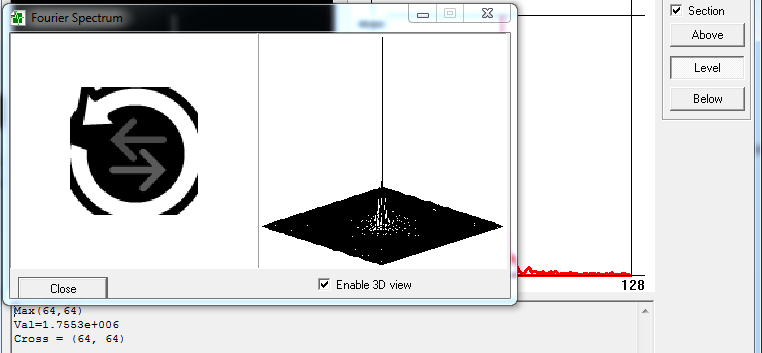 Fourier Spectrum
Section
Above
Level
Below
Close
Enable 3D view
128
Max(64,64)
Val=1.7553e+006
Cross = (64, 64)